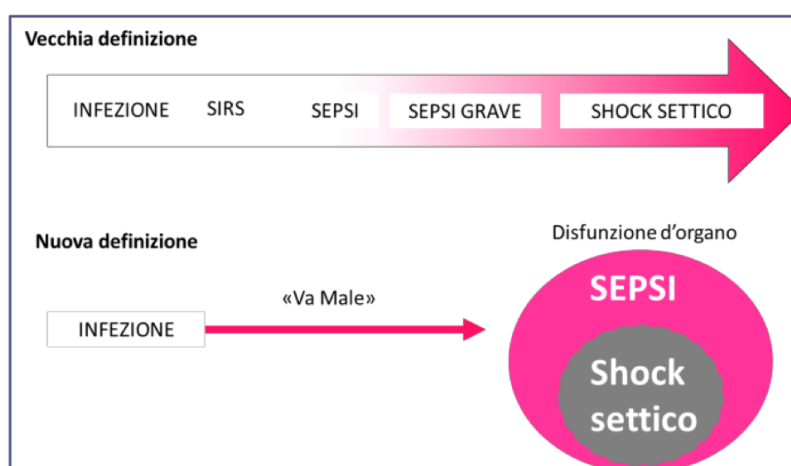 Vecchia definizione
INFEZIONE SIRS SEPSI SEPSI GRAVE SHOCK SETTICO
Nuova definizione
Disfunzione d'organo
«Va Male»
INFEZIONE
SEPSI
Shock
settico